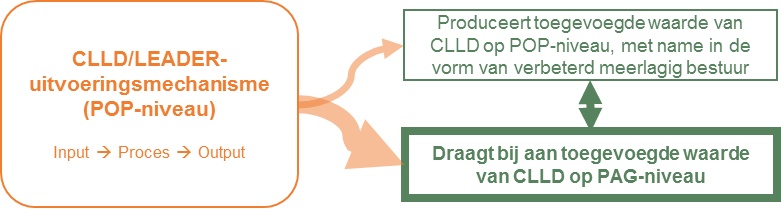 CLLD/LEADER-
uitvoeringsmechanisme
(POP-niveau)
Input → Proces → Output
Produceert toegevoegde waarde van
CLLD op POP-niveau, met name in de
vorm van verbeterd meerlagig bestuur
Draagt bij aan toegevoegde waarde
van CLLD op PAG-niveau